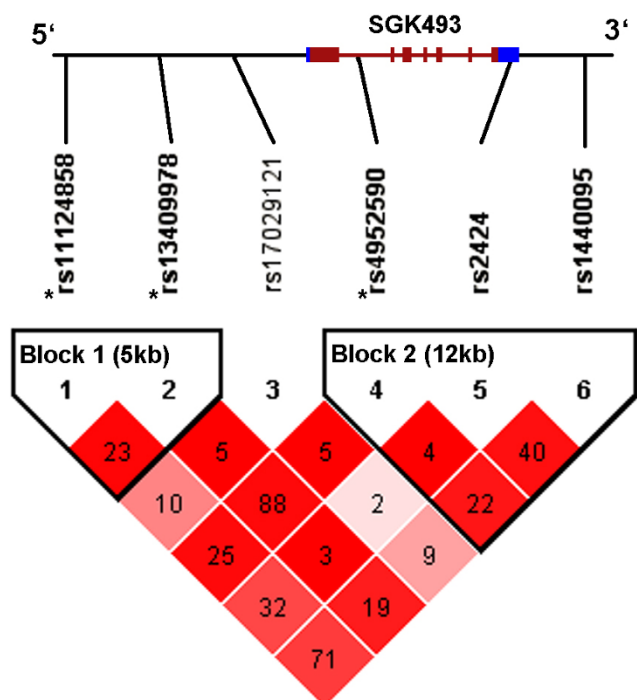 5‘ SGK493 3‘
*rs11124858 *rs13409978 rs17029121 *rs4952590 rs2424 rs1440095
Block 1 (5kb) Block 2 (12kb)
1 2 3 4 5 6
23 5 5 4 40
10 88 2 22
25 3 9
32 19
71